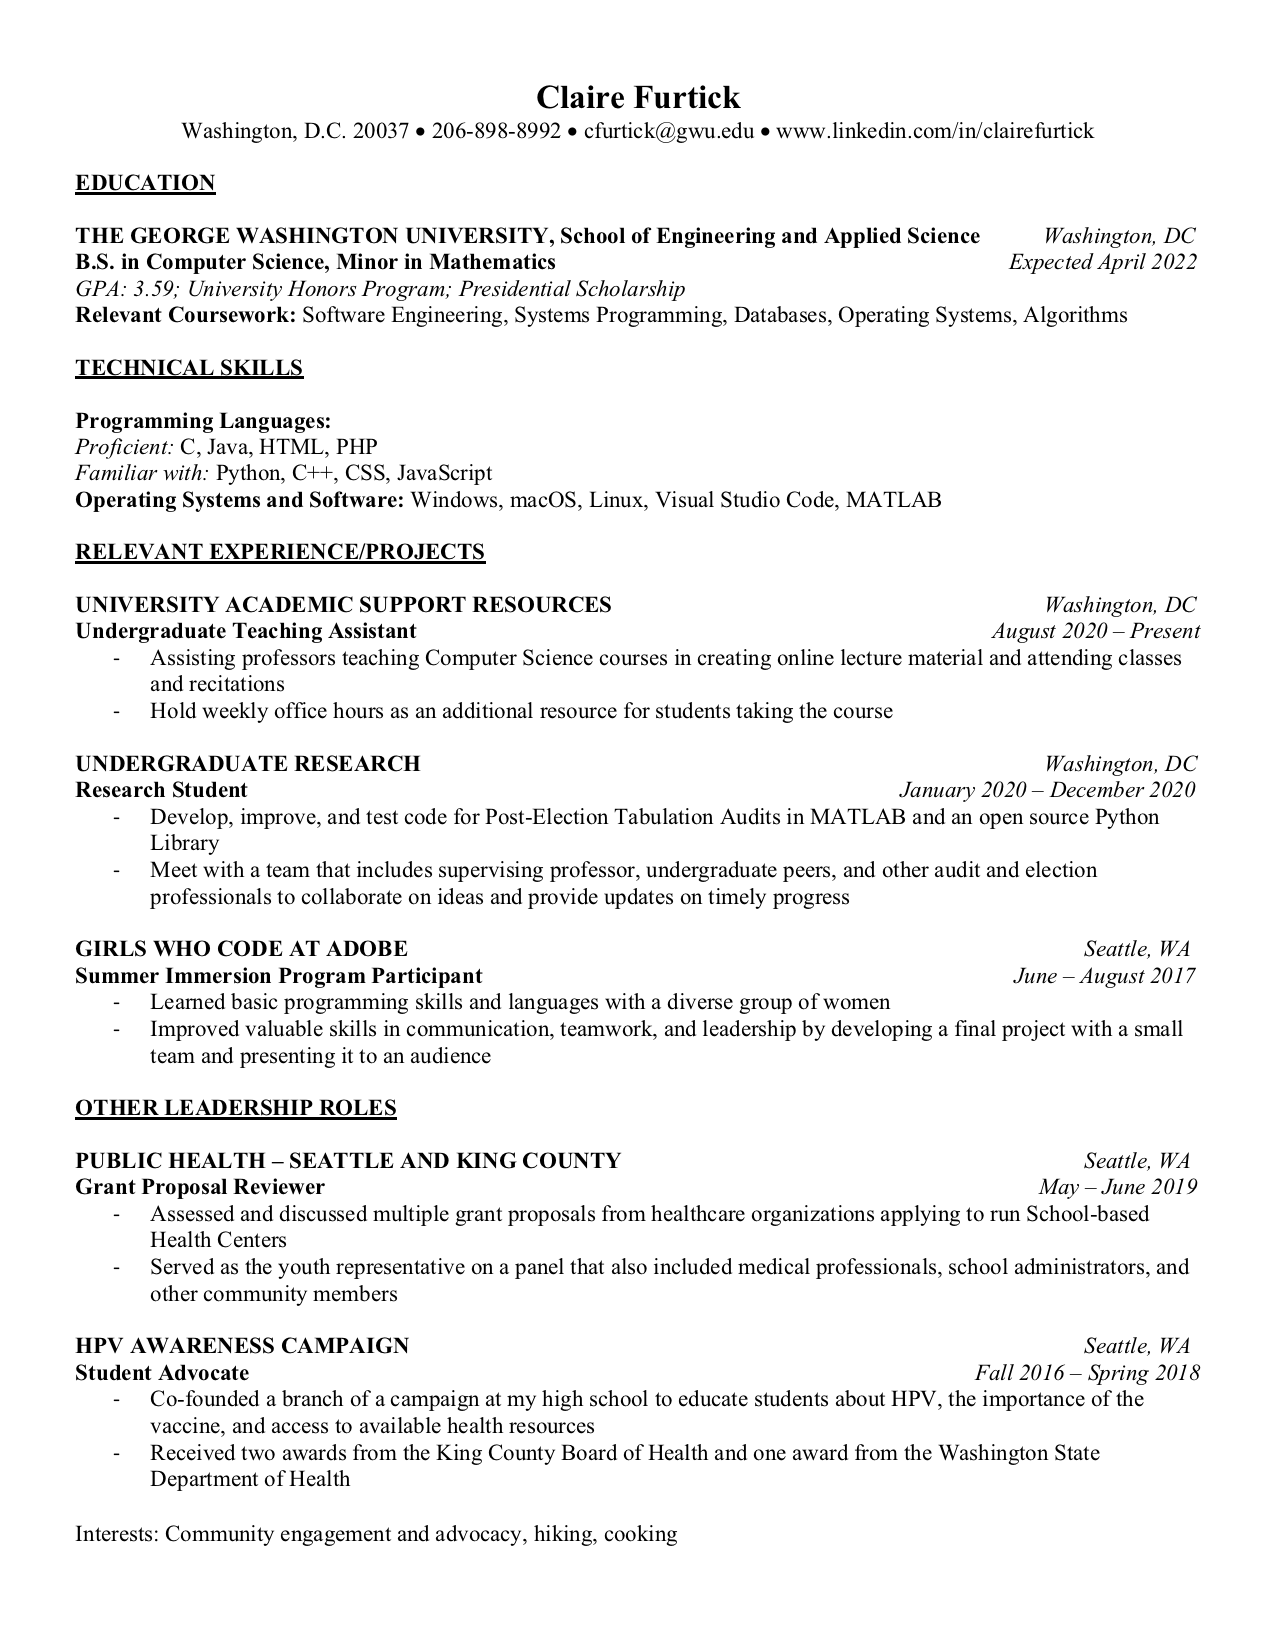 Claire Furtick
Washington, D.C. 20037 • 206-898-8992 • cfurtick@gwu.edu • www.linkedin.com/in/clairefurtick
EDUCATION
THE GEORGE WASHINGTON UNIVERSITY, School of Engineering and Applied Science Washington, DC
B.S. in Computer Science, Minor in Mathematics Expected April 2022
GPA: 3.59; University Honors Program; Presidential Scholarship
Relevant Coursework: Software Engineering, Systems Programming, Databases, Operating Systems, Algorithms
TECHNICAL SKILLS
Programming Languages:
Proficient: C, Java, HTML, PHP
Familiar with: Python, C++, CSS, JavaScript
Operating Systems and Software: Windows, macOS, Linux, Visual Studio Code, MATLAB
RELEVANT EXPERIENCE/PROJECTS
UNIVERSITY ACADEMIC SUPPORT RESOURCES Washington, DC
Undergraduate Teaching Assistant August 2020 – Present
- Assisting professors teaching Computer Science courses in creating online lecture material and attending classes
and recitations
- Hold weekly office hours as an additional resource for students taking the course
UNDERGRADUATE RESEARCH Washington, DC
Research Student January 2020 – December 2020
- Develop, improve, and test code for Post-Election Tabulation Audits in MATLAB and an open source Python
Library
- Meet with a team that includes supervising professor, undergraduate peers, and other audit and election
professionals to collaborate on ideas and provide updates on timely progress
GIRLS WHO CODE AT ADOBE Seattle, WA
Summer Immersion Program Participant June – August 2017
- Learned basic programming skills and languages with a diverse group of women
- Improved valuable skills in communication, teamwork, and leadership by developing a final project with a small
team and presenting it to an audience
OTHER LEADERSHIP ROLES
PUBLIC HEALTH – SEATTLE AND KING COUNTY Seattle, WA
Grant Proposal Reviewer May – June 2019
- Assessed and discussed multiple grant proposals from healthcare organizations applying to run School-based
Health Centers
- Served as the youth representative on a panel that also included medical professionals, school administrators, and
other community members
HPV AWARENESS CAMPAIGN Seattle, WA
Student Advocate Fall 2016 – Spring 2018
- Co-founded a branch of a campaign at my high school to educate students about HPV, the importance of the
vaccine, and access to available health resources
- Received two awards from the King County Board of Health and one award from the Washington State
Department of Health
Interests: Community engagement and advocacy, hiking, cooking